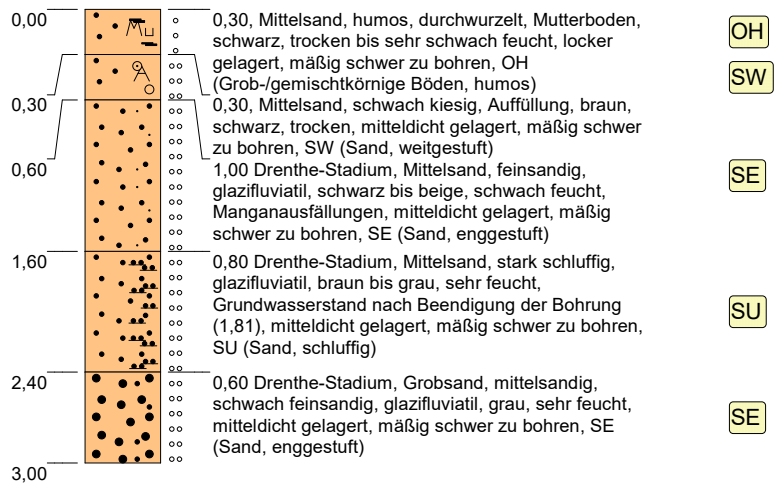 0,00
0,30, Mittelsand, humos, durchwurzelt, Mutterboden,
schwarz, trocken bis sehr schwach feucht, locker
gelagert, mäßig schwer zu bohren, OH
(Grob-/gemischtkörnige Böden, humos)
OH
Mu
A
0,30
0,30, Mittelsand, schwach kiesig, Auffüllung, braun,
schwarz, trocken, mitteldicht gelagert, mäßig schwer
zu bohren, SW (Sand, weitgestuft)
SW
0,60
1,00 Drenthe-Stadium, Mittelsand, feinsandig,
glazifluviatil, schwarz bis beige, schwach feucht,
Manganausfällungen, mitteldicht gelagert, mäßig
schwer zu bohren, SE (Sand, enggestuft)
SE
1,60
0,80 Drenthe-Stadium, Mittelsand, stark schluffig,
glazifluviatil, braun bis grau, sehr feucht,
Grundwasserstand nach Beendigung der Bohrung
(1,81), mitteldicht gelagert, mäßig schwer zu bohren,
SU (Sand, schluffig)
SU
2,40
0,60 Drenthe-Stadium, Grobsand, mittelsandig,
schwach feinsandig, glazifluviatil, grau, sehr feucht,
mitteldicht gelagert, mäßig schwer zu bohren, SE
(Sand, enggestuft)
SE
3,00